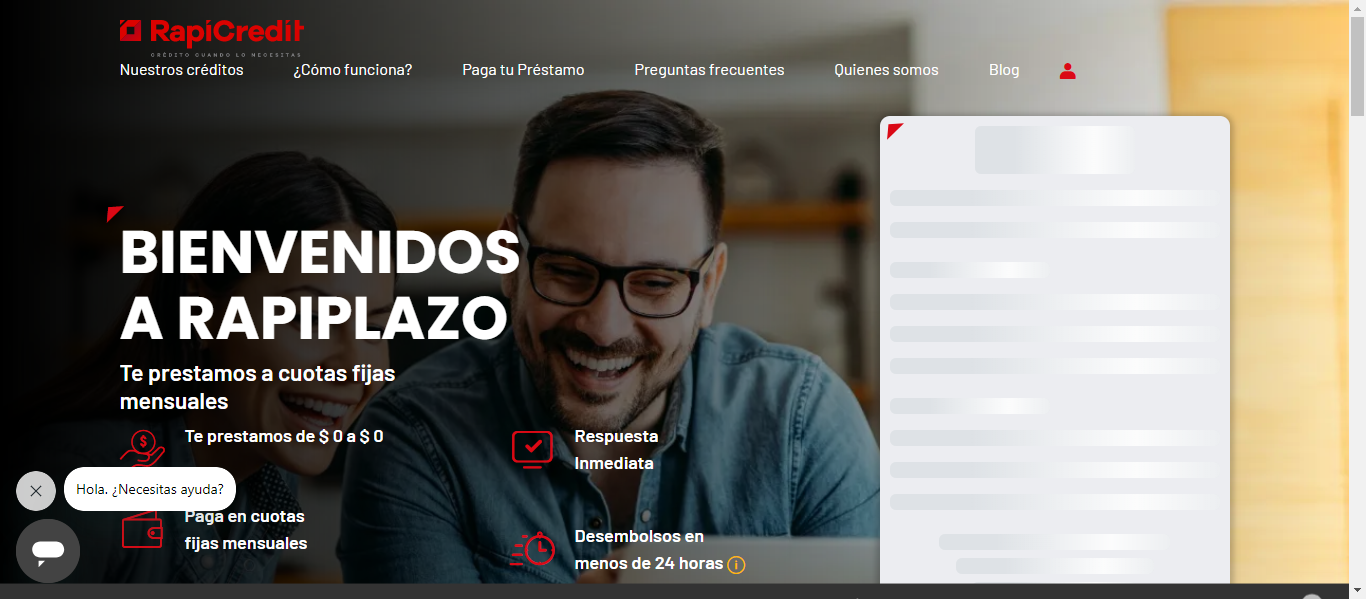 RapiCredit
CRÉDITO CUANDO LO NECESITAS
Nuestros créditos
¿Cómo funciona?
Paga tu Préstamo
Preguntas frecuentes
Quienes somos
Blog
BIENVENIDOS
A RAPIPLAZO
Te prestamos a cuotas fijas
mensuales
Te prestamos de $ 0 a $ 0
Respuesta
Inmediata
Hola. ¿Necesitas ayuda?
Paga en cuotas
fijas mensuales
Desembolsos en
menos de 24 horas